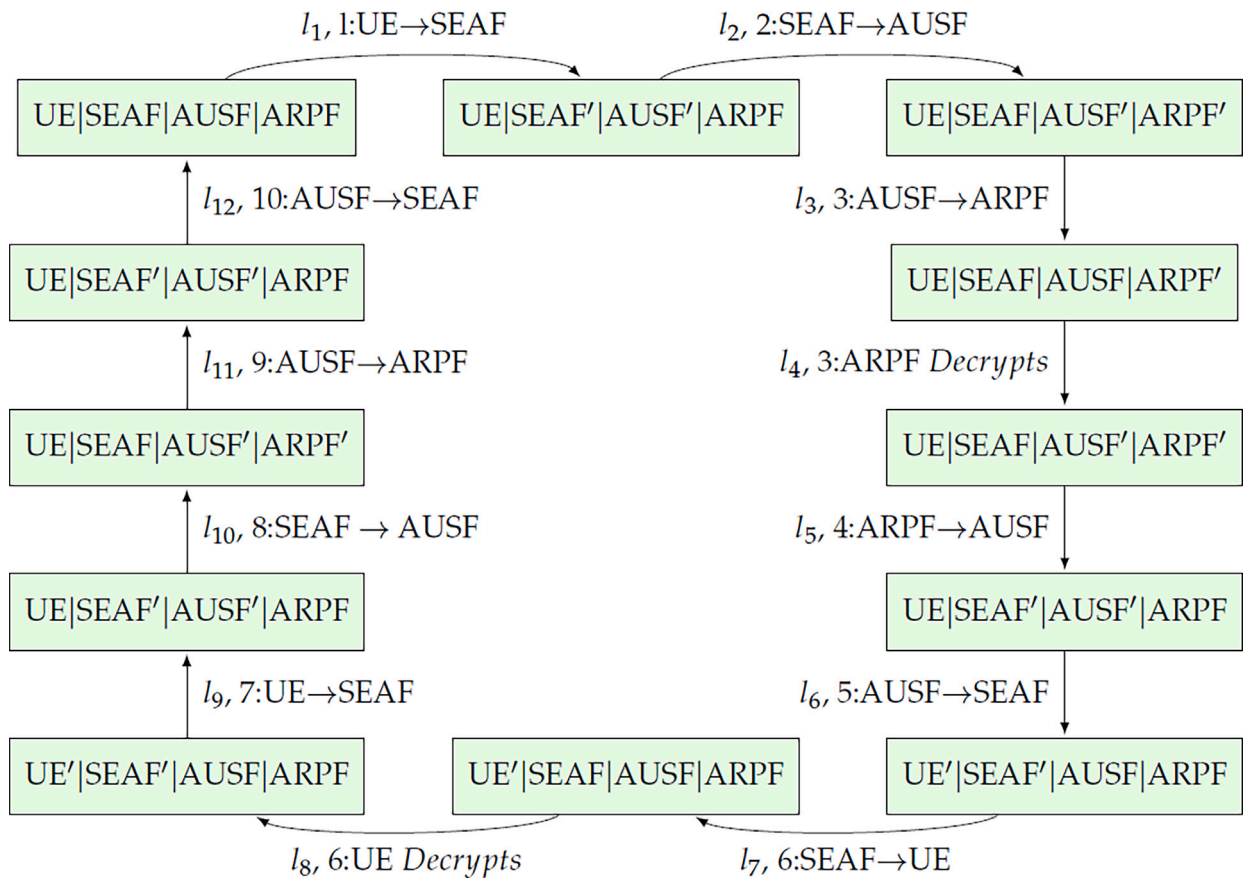 l₁, 1:UE→SEAF
l₂, 2:SEAF→AUSF
UE|SEAF|AUSF|ARPF
UE|SEAF′|AUSF′|ARPF
UE|SEAF|AUSF′|ARPF′
l₁₂, 10:AUSF→SEAF
l₃, 3:AUSF→ARPF
UE|SEAF′|AUSF′|ARPF
UE|SEAF|AUSF|ARPF′
l₁₁, 9:AUSF→ARPF
l₄, 3:ARPF Decrypts
UE|SEAF|AUSF′|ARPF′
UE|SEAF|AUSF′|ARPF′
l₁₀, 8:SEAF → AUSF
l₅, 4:ARPF→AUSF
UE|SEAF′|AUSF′|ARPF
UE|SEAF′|AUSF′|ARPF
l₉, 7:UE→SEAF
l₆, 5:AUSF→SEAF
UE′|SEAF′|AUSF|ARPF
UE′|SEAF|AUSF|ARPF
UE′|SEAF′|AUSF|ARPF
l₈, 6:UE Decrypts
l₇, 6:SEAF→UE